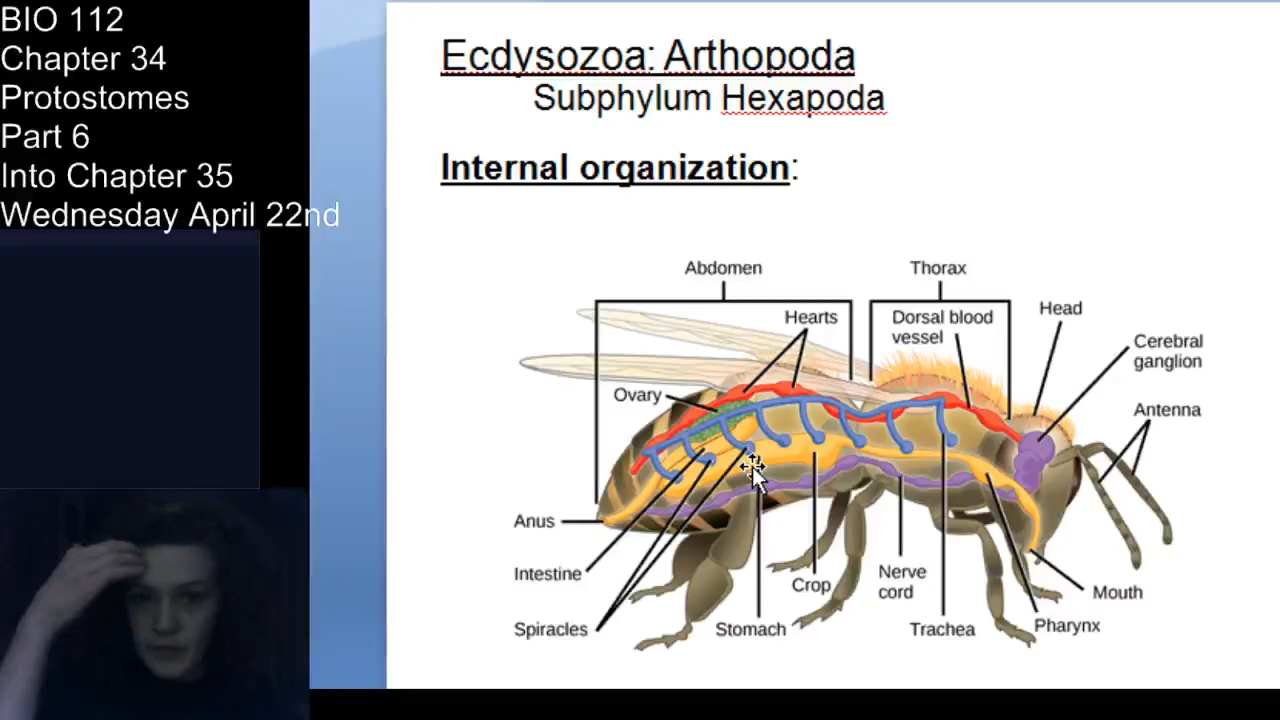 BIO 112
Chapter 34
Protostomes
Part 6
Into Chapter 35
Wednesday April 22nd
Ecdysozoa: Arthopoda
Subphylum Hexapoda
Internal organization:
Abdomen
Thorax
Hearts
Dorsal blood
vessel
Head
Cerebral
ganglion
Ovary
Antenna
Anus
Intestine
Spiracles
Stomach
Crop
Nerve
cord
Trachea
Pharynx
Mouth